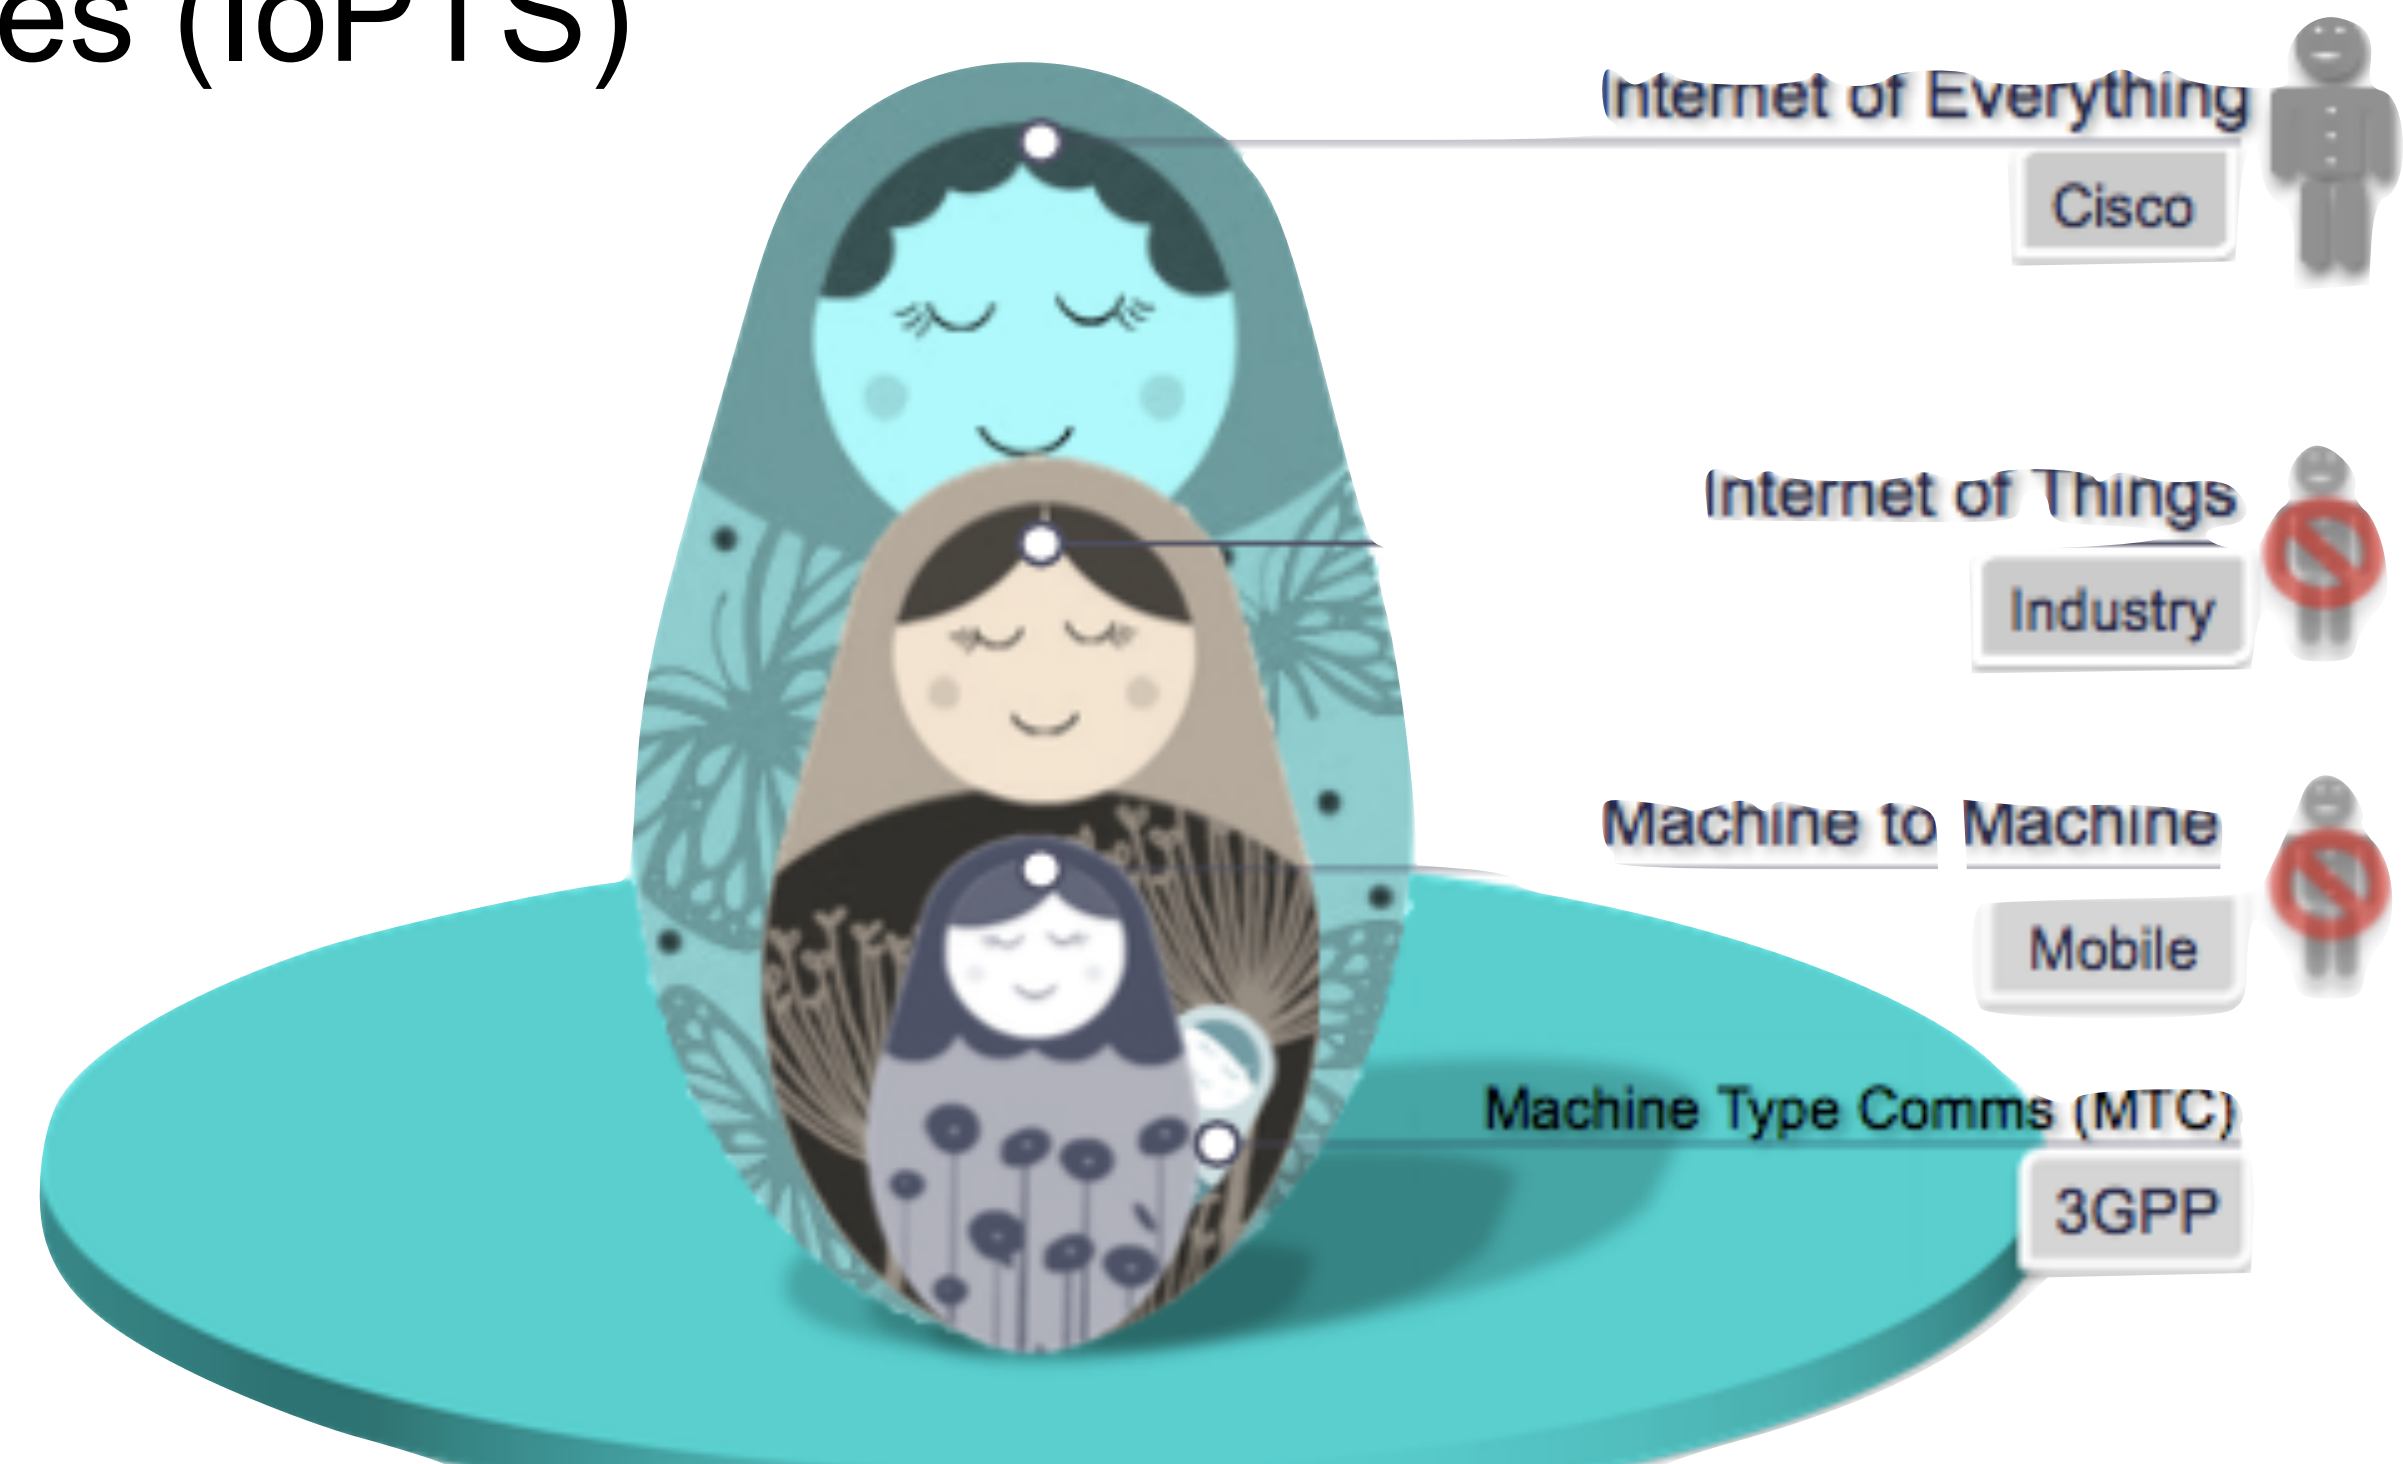 es (IoPTS)
Internet of Everything
Cisco
Internet of Things
Industry
Machine to Machine
Mobile
Machine Type Comms (MTC)
3GPP